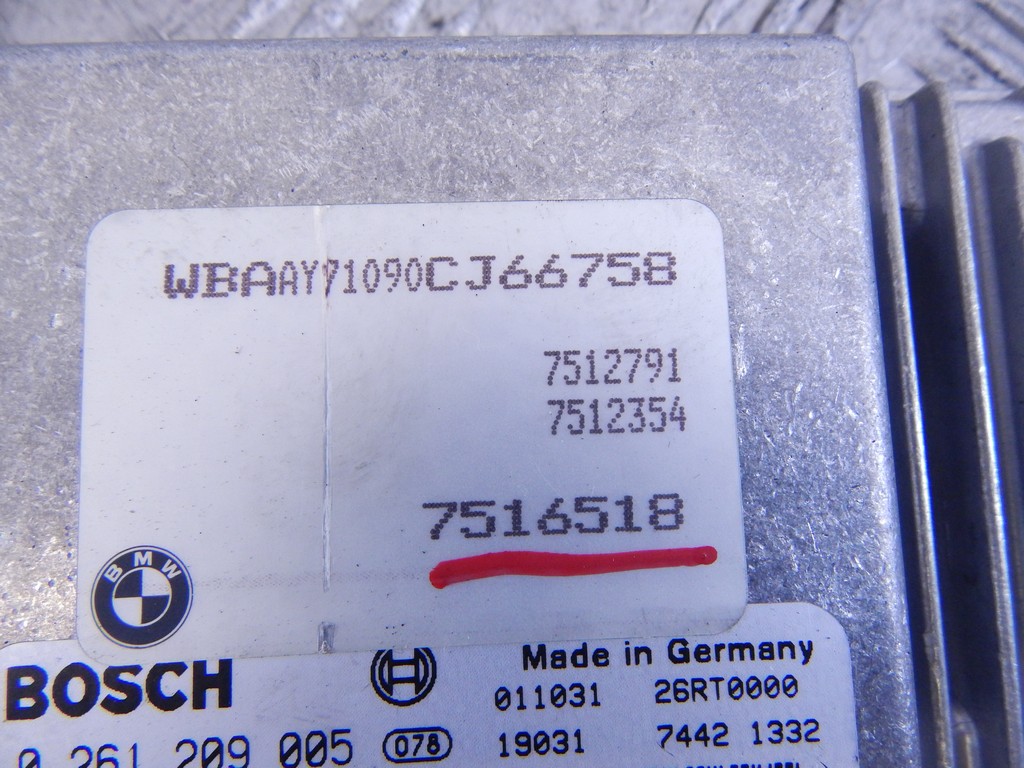 WBAAY71090CJ66758
7512791
7512354
7516518
BMW
BOSCH
Made in Germany
011031 26RT0000
0 261 209 005 078 19031 7442 1332